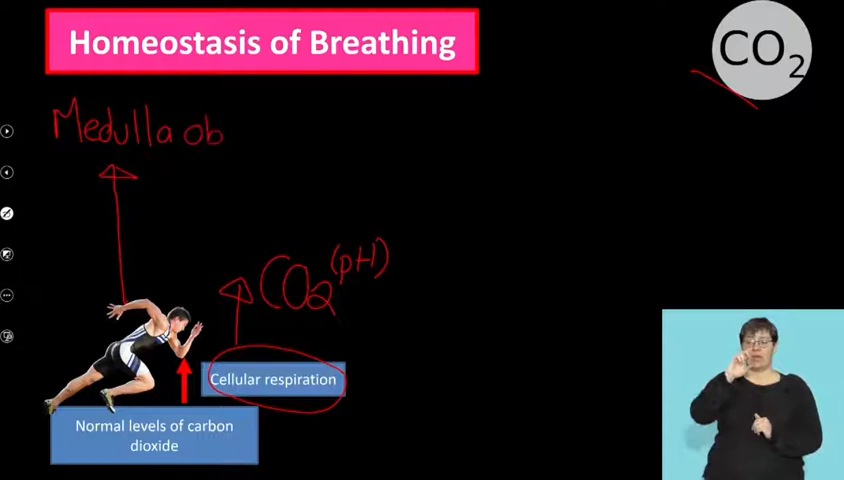 Homeostasis of Breathing
CO2
Medulla ob
CO2 (pH↓)
Cellular respiration
Normal levels of carbon
dioxide